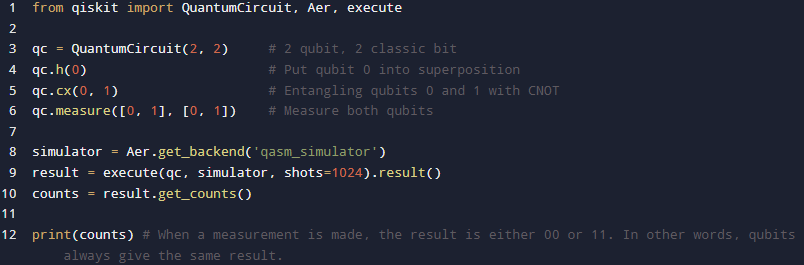 1 from qiskit import QuantumCircuit, Aer, execute
2
3 qc = QuantumCircuit(2, 2)     # 2 qubit, 2 classic bit
4 qc.h(0)                       # Put qubit 0 into superposition
5 qc.cx(0, 1)                   # Entangling qubits 0 and 1 with CNOT
6 qc.measure([0, 1], [0, 1])    # Measure both qubits
7
8 simulator = Aer.get_backend('qasm_simulator')
9 result = execute(qc, simulator, shots=1024).result()
10 counts = result.get_counts()
11
12 print(counts) # When a measurement is made, the result is either 00 or 11. In other words, qubits
always give the same result.